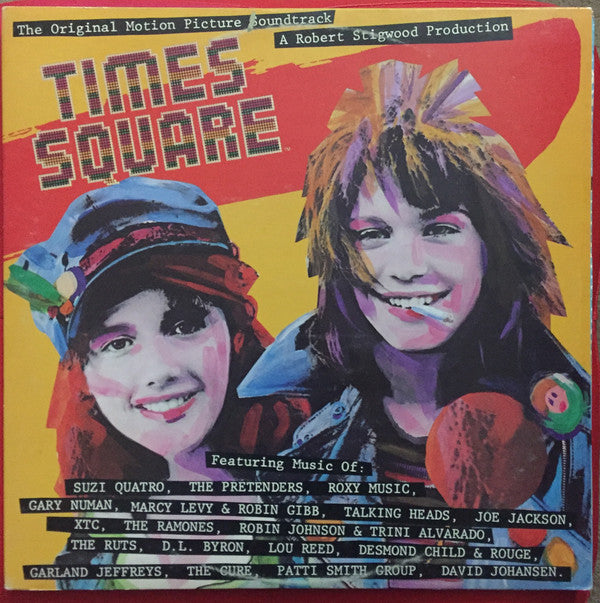 The Original Motion Picture Soundtrack
A Robert Stigwood Production
TIMES
SQUARE™
Featuring Music Of:
SUZI QUATRO, THE PRETENDERS, ROXY MUSIC,
GARY NUMAN, MARCY LEVY & ROBIN GIBB, TALKING HEADS, JOE JACKSON,
XTC, THE RAMONES, ROBIN JOHNSON & TRINI ALVARADO,
THE RUTS, D.L. BYRON, LOU REED, DESMOND CHILD & ROUGE,
GARLAND JEFFREYS, THE CURE, PATTI SMITH GROUP, DAVID JOHANSEN.